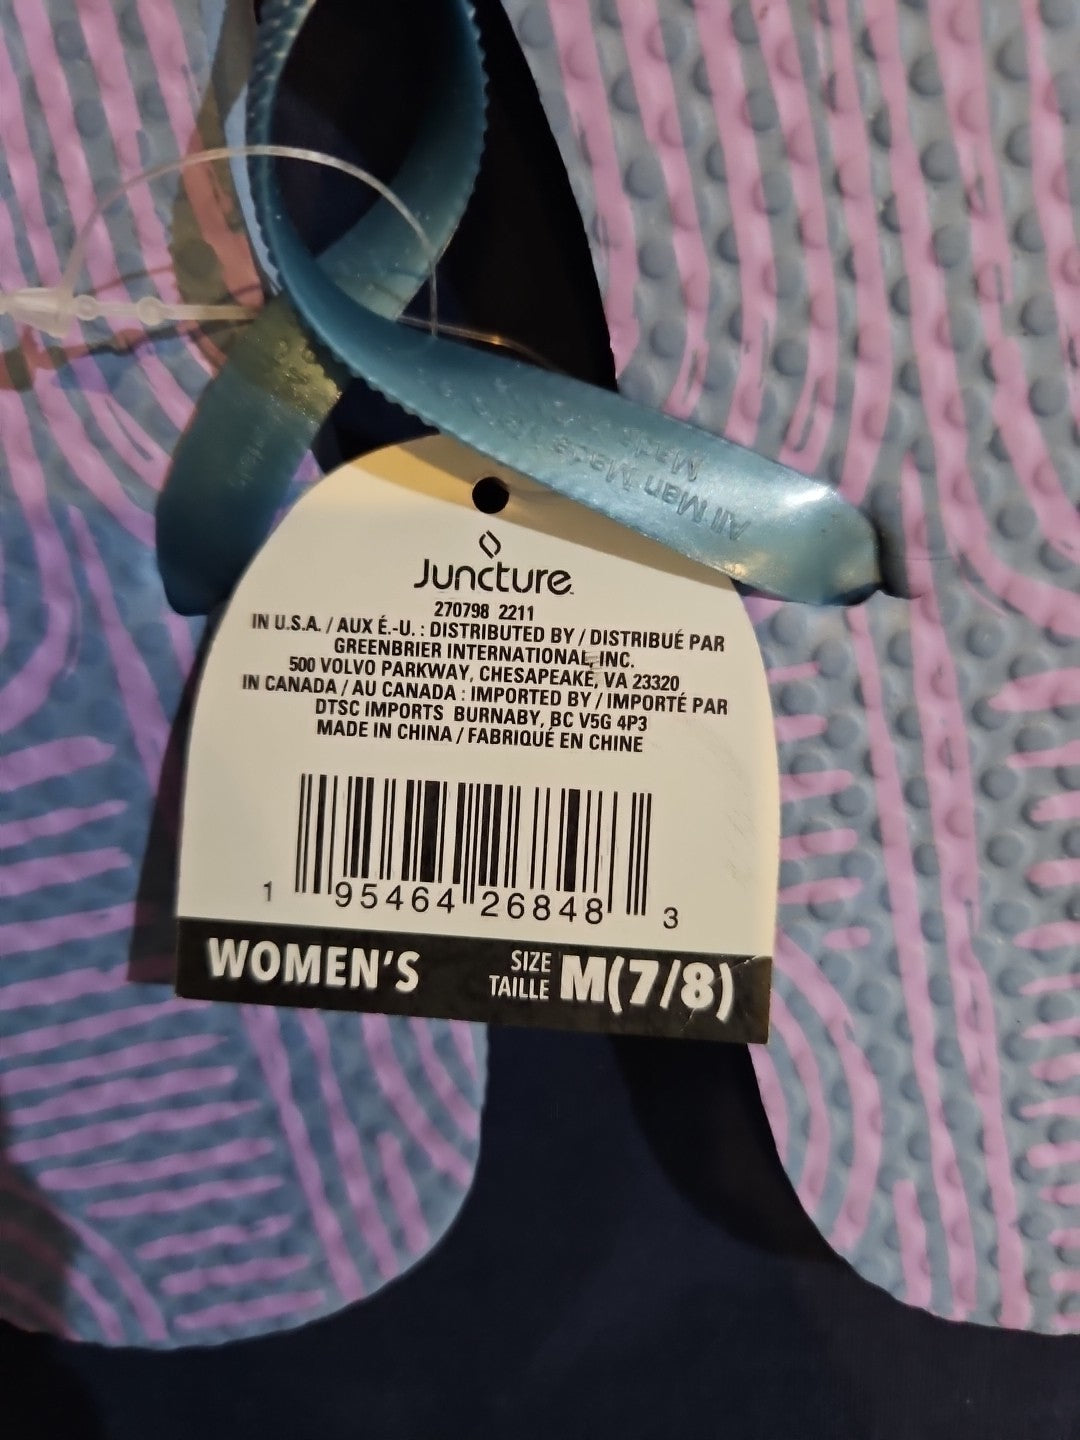 All Man Made
Made
Juncture
270798 2211
IN U.S.A. / AUX É.-U. : DISTRIBUTED BY / DISTRIBUÉ PAR
GREENBRIER INTERNATIONAL, INC.
500 VOLVO PARKWAY, CHESAPEAKE, VA 23320
IN CANADA / AU CANADA : IMPORTED BY / IMPORTÉ PAR
DTSC IMPORTS BURNABY, BC V5G 4P3
MADE IN CHINA / FABRIQUÉ EN CHINE
1 95464 26848 3
WOMEN'S SIZE M(7/8)
TAILLE